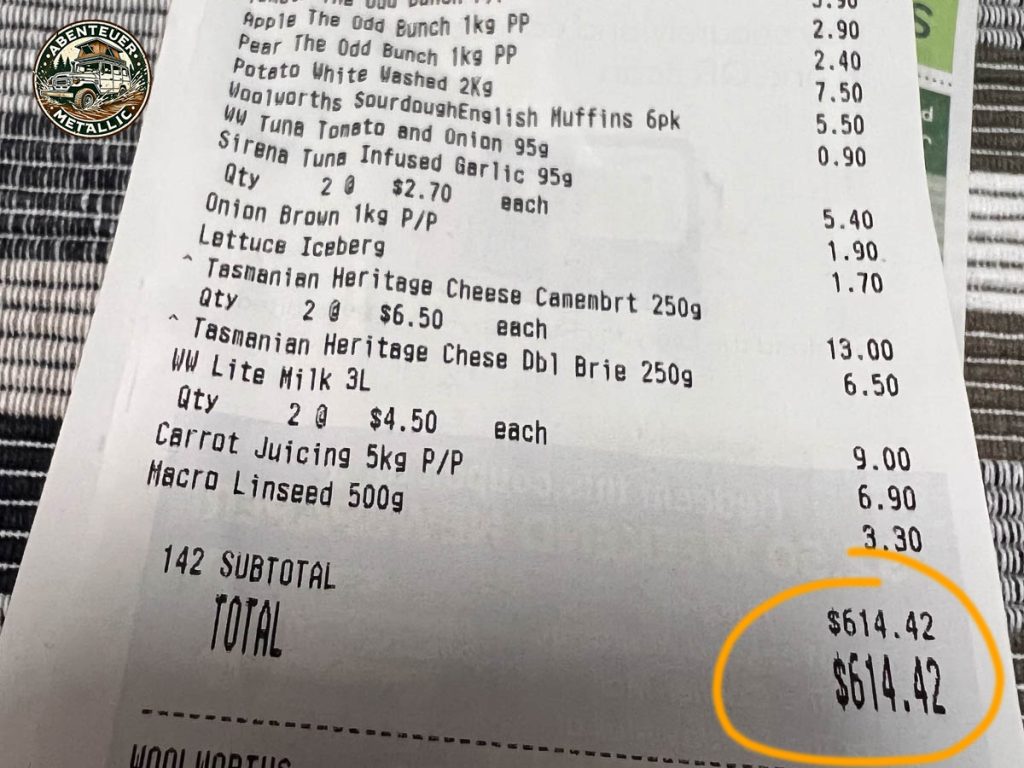 ABENTEUER
METALLIC
The Odd Bunch
Apple The Odd Bunch 1kg PP 2.90
Pear The Odd Bunch 1kg PP 2.40
Potato White Washed 2Kg 7.50
Woolworths SourdoughEnglish Muffins 6pk 5.50
WW Tuna Tomato and Onion 95g 0.90
Sirena Tuna Infused Garlic 95g
Qty 2 @ $2.70 each 5.40
Onion Brown 1kg P/P 1.90
Lettuce Iceberg 1.70
^ Tasmanian Heritage Cheese Camembrt 250g
Qty 2 @ $6.50 each 13.00
^ Tasmanian Heritage Chese Dbl Brie 250g 6.50
WW Lite Milk 3L
Qty 2 @ $4.50 each 9.00
Carrot Juicing 5kg P/P 6.90
Macro Linseed 500g 3.30
142 SUBTOTAL $614.42
TOTAL $614.42
WOOLWORTHS